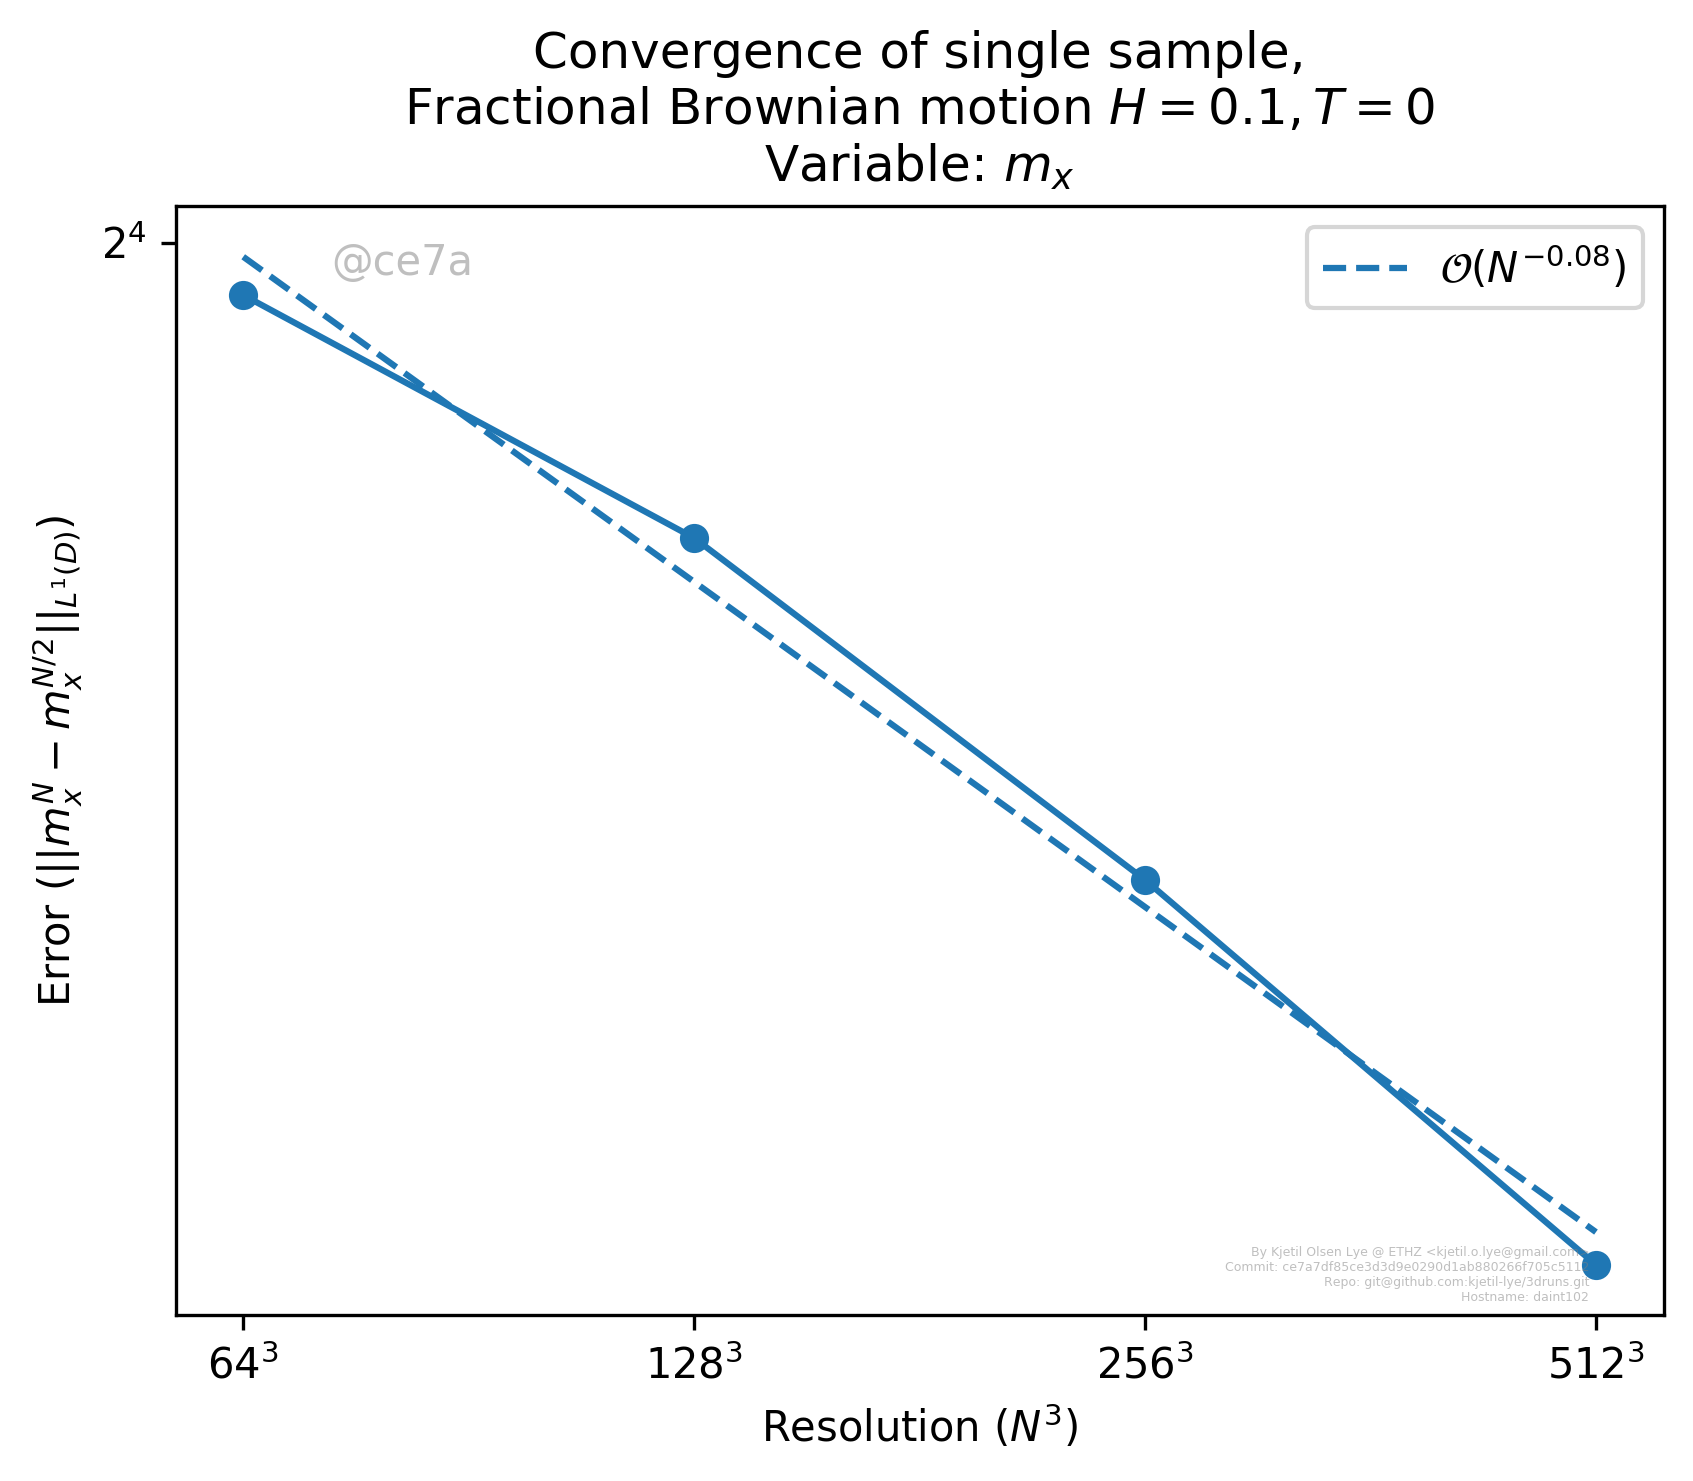 Convergence of single sample,
Fractional Brownian motion H = 0.1, T = 0
Variable: m_x
2^4
@ce7a
O(N^{-0.08})
Error (||m_x^N − m_x^{N/2}||_{L^1(D)})
By Kjetil Olsen Lye @ ETHZ <kjetil.o.lye@gmail.com
Repo: git@github.com:kjetil-lye/3druns.git
Hostname: daint102
64^3
128^3
256^3
512^3
Resolution (N^3)